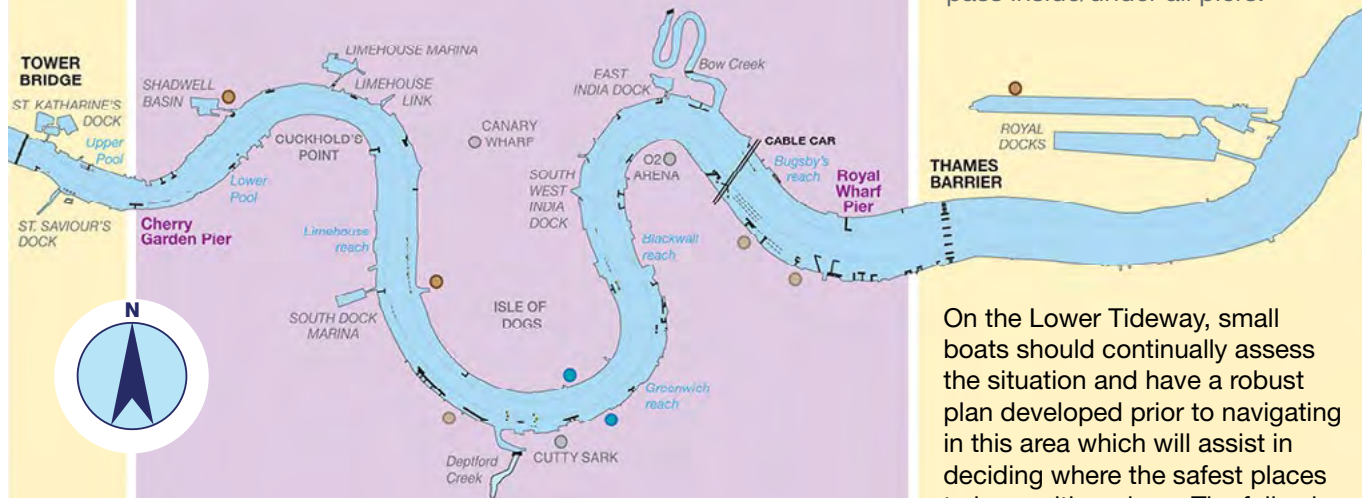 pass inside/under all piers.
TOWER
BRIDGE
ST. KATHARINE'S
DOCK
Upper
Pool
ST. SAVIOUR'S
DOCK
SHADWELL
BASIN
Cherry
Garden Pier
Lower
Pool
LIMEHOUSE MARINA
LIMEHOUSE
LINK
CUCKHOLD'S
POINT
Limehouse
reach
SOUTH DOCK
MARINA
N
CANARY
WHARF
ISLE OF
DOGS
Deptford
Creek
CUTTY SARK
Greenwich
reach
SOUTH
WEST
INDIA
DOCK
Blackwall
reach
EAST
INDIA DOCK
Bow Creek
O2
ARENA
CABLE CAR
Bugsby's
reach
Royal
Wharf
Pier
THAMES
BARRIER
ROYAL
DOCKS
On the Lower Tideway, small
boats should continually assess
the situation and have a robust
plan developed prior to navigating
in this area which will assist in
deciding where the safest places